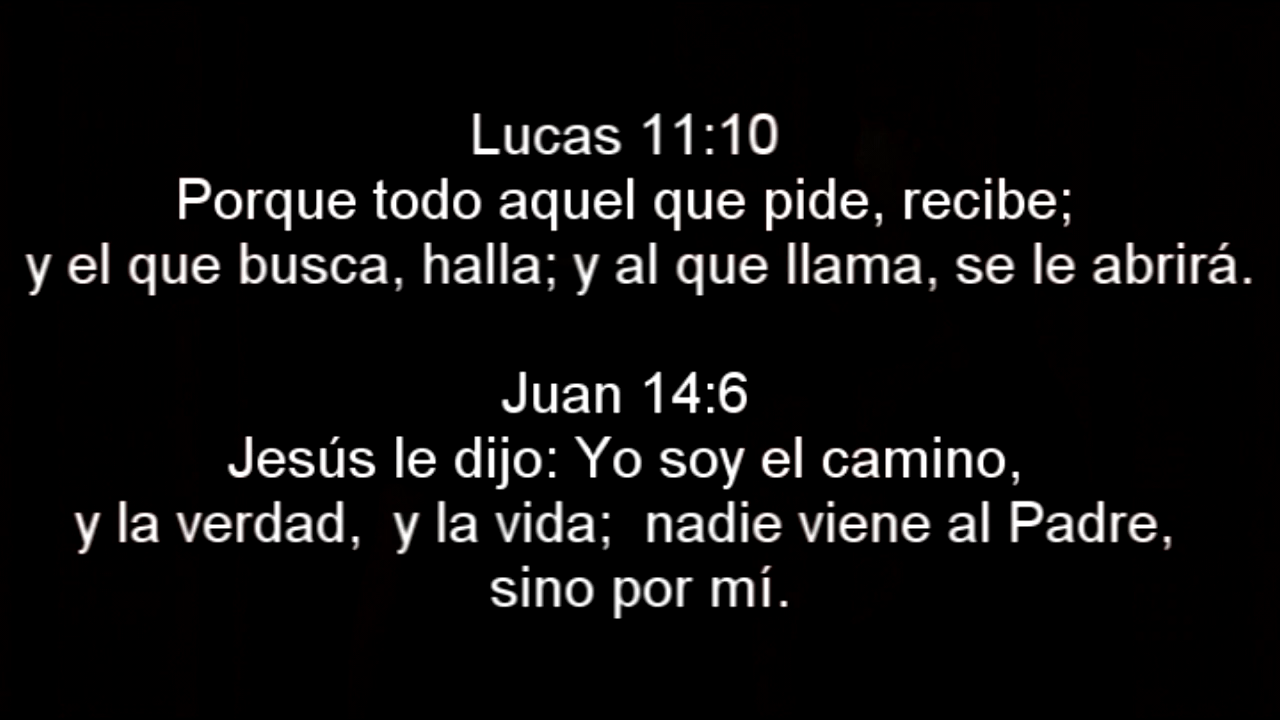 Lucas 11:10
Porque todo aquel que pide, recibe;
y el que busca, halla; y al que llama, se le abrirá.
Juan 14:6
Jesús le dijo: Yo soy el camino,
y la verdad,  y la vida;  nadie viene al Padre,
sino por mí.